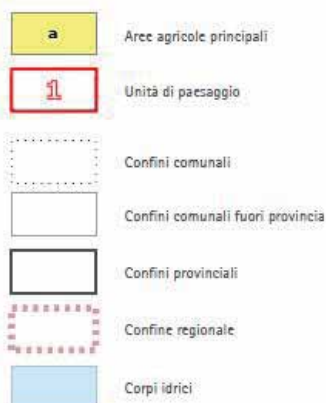 a Aree agricole principali
1 Unità di paesaggio
Confini comunali
Confini comunali fuori provincia
Confini provinciali
Confine regionale
Corpi idrici